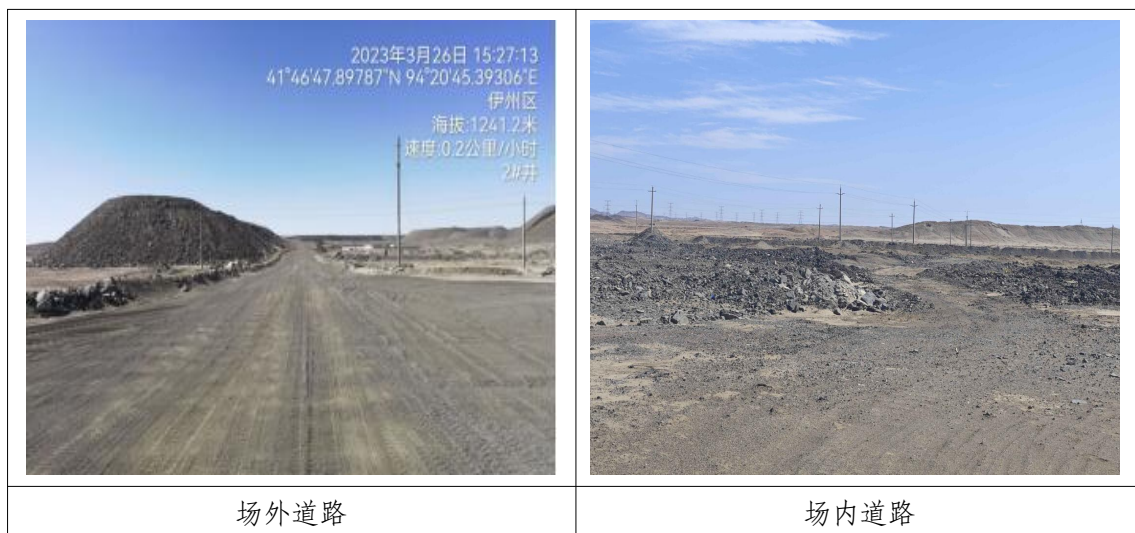 2023年3月26日 15:27:13
41°46'47.89787"N 94°20'45.39306"E
伊州区
海拔:1241.2米
速度:0.2公里/小时
2#井
场外道路
场内道路